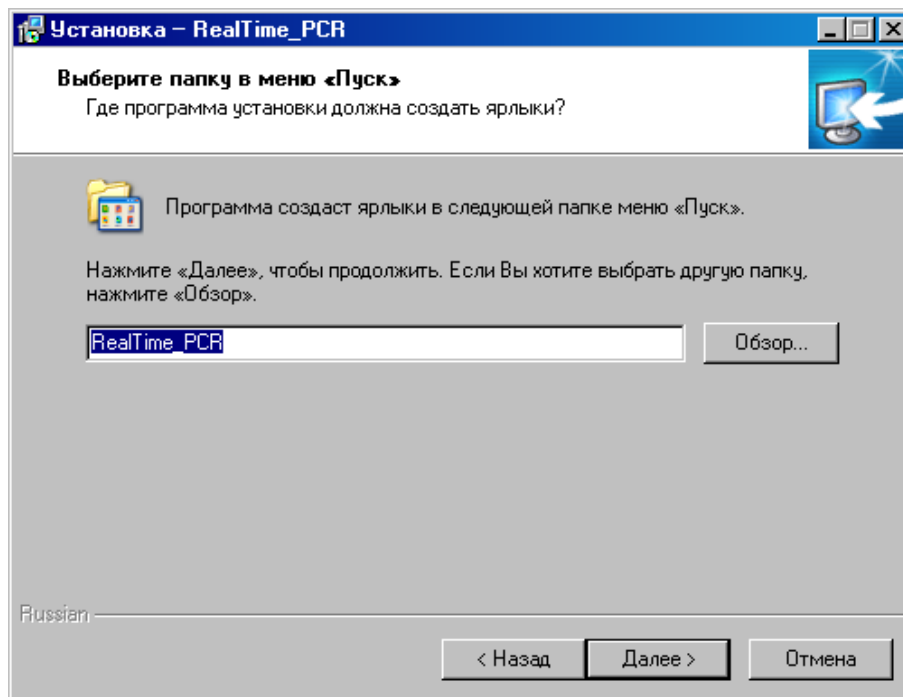 Установка – RealTime_PCR
Выберите папку в меню «Пуск»
Где программа установки должна создать ярлыки?
Программа создаст ярлыки в следующей папке меню «Пуск».
Нажмите «Далее», чтобы продолжить. Если Вы хотите выбрать другую папку,
нажмите «Обзор».
RealTime_PCR
Обзор...
Russian
< Назад
Далее >
Отмена